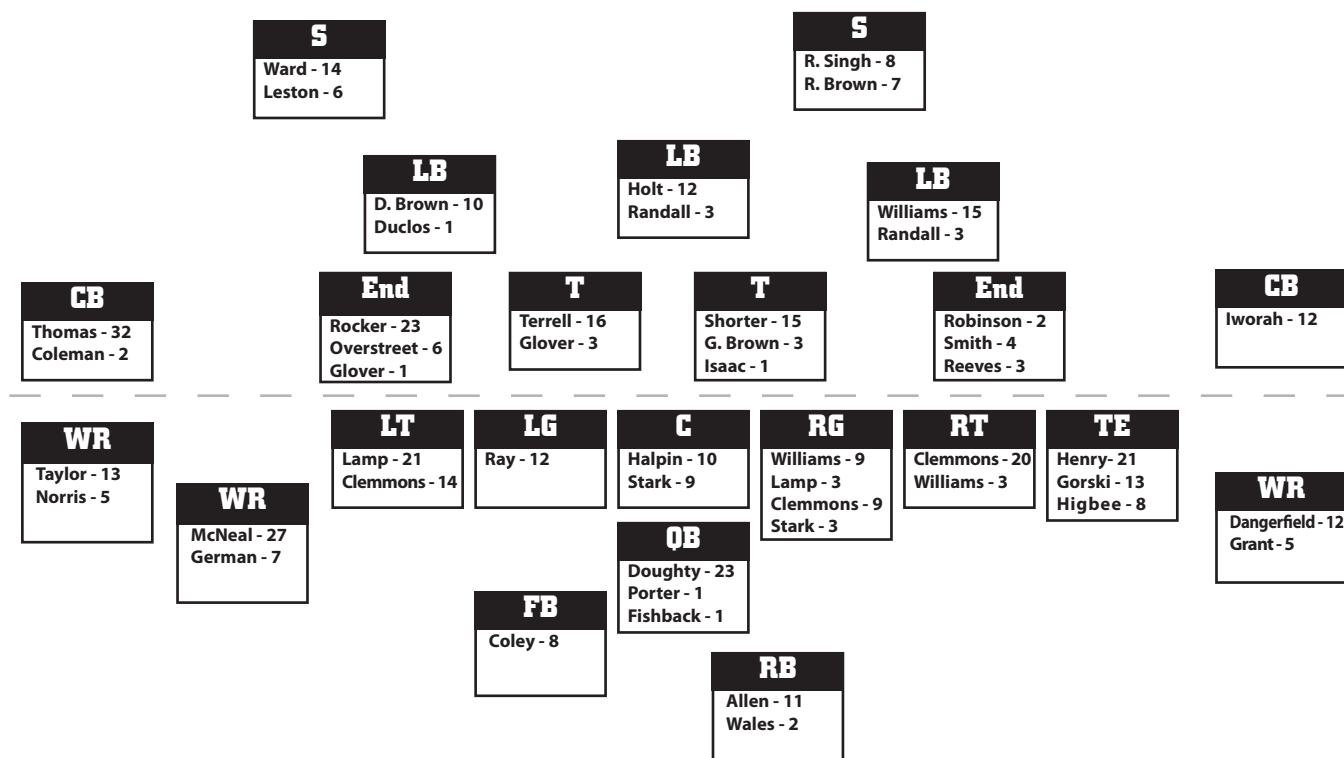 S
Ward - 14
Leston - 6
S
R. Singh - 8
R. Brown - 7
LB
D. Brown - 10
Duclos - 1
LB
Holt - 12
Randall - 3
LB
Williams - 15
Randall - 3
CB
Thomas - 32
Coleman - 2
End
Rocker - 23
Overstreet - 6
Glover - 1
T
Terrell - 16
Glover - 3
T
Shorter - 15
G. Brown - 3
Isaac - 1
End
Robinson - 2
Smith - 4
Reeves - 3
CB
Iworah - 12
WR
Taylor - 13
Norris - 5
WR
McNeal - 27
German - 7
LT
Lamp - 21
Clemmons - 14
LG
Ray - 12
C
Halpin - 10
Stark - 9
RG
Williams - 9
Lamp - 3
Clemmons - 9
Stark - 3
RT
Clemmons - 20
Williams - 3
TE
Henry- 21
Gorski - 13
Higbee - 8
WR
Dangerfield - 12
Grant - 5
QB
Doughty - 23
Porter - 1
Fishback - 1
FB
Coley - 8
RB
Allen - 11
Wales - 2